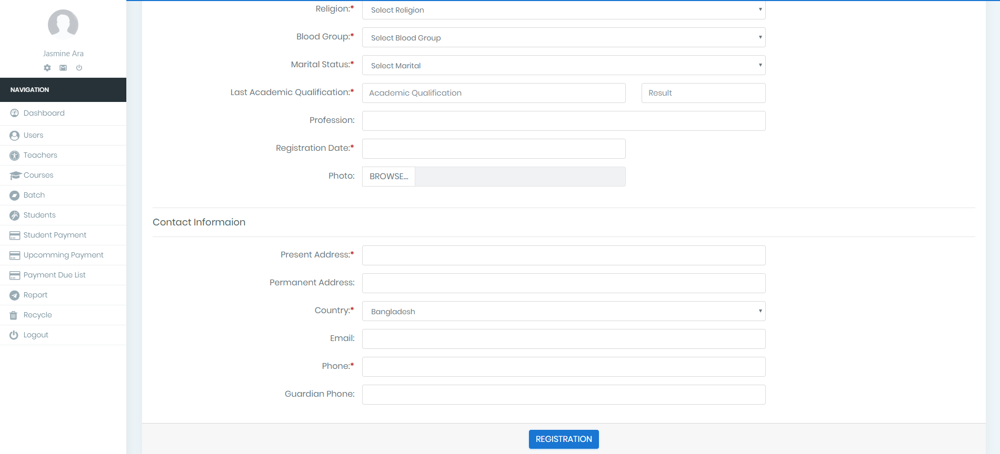 Jasmine Ara
NAVIGATION
Dashboard
Users
Teachers
Courses
Batch
Students
Student Payment
Upcomming Payment
Payment Due List
Report
Recycle
Logout
Religion:* Select Religion
Blood Group:* Select Blood Group
Marital Status:* Select Marital
Last Academic Qualification:* Academic Qualification Result
Profession:
Registration Date:*
Photo: BROWSE...
Contact Informaion
Present Address:*
Permanent Address:
Country:* Bangladesh
Email:
Phone:*
Guardian Phone:
REGISTRATION